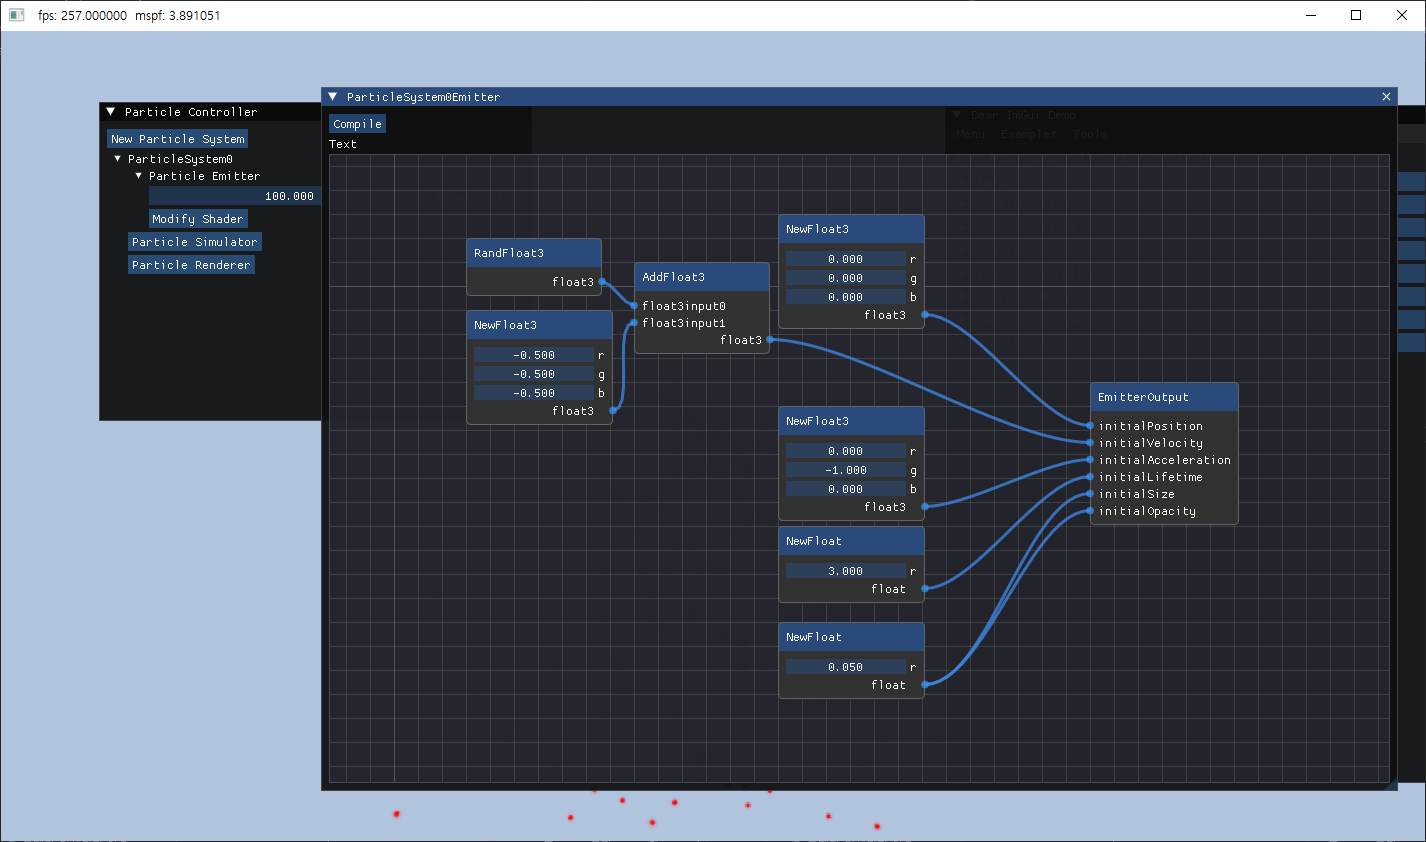 fps: 257.000000 mspf: 3.891051
Particle Controller
New Particle System
ParticleSystem0
Particle Emitter
100.000
Modify Shader
Particle Simulator
Particle Renderer
ParticleSystem0Emitter
Compile
Text
Dear ImGui Demo
Menu Examples Tools
RandFloat3
float3
NewFloat3
-0.500 r
-0.500 g
-0.500 b
float3
AddFloat3
float3input0
float3input1
float3
NewFloat3
0.000 r
0.000 g
0.000 b
float3
NewFloat3
0.000 r
-1.000 g
0.000 b
float3
NewFloat
3.000 r
float
NewFloat
0.050 r
float
EmitterOutput
initialPosition
initialVelocity
initialAcceleration
initialLifetime
initialSize
initialOpacity